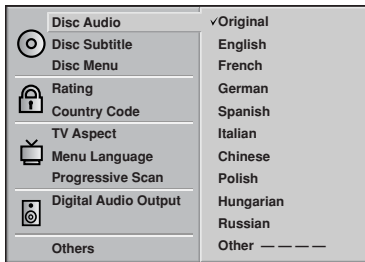 Disc Audio
Disc Subtitle
Disc Menu
Rating
Country Code
TV Aspect
Menu Language
Progressive Scan
Digital Audio Output
Others
✓Original
English
French
German
Spanish
Italian
Chinese
Polish
Hungarian
Russian
Other — — — —